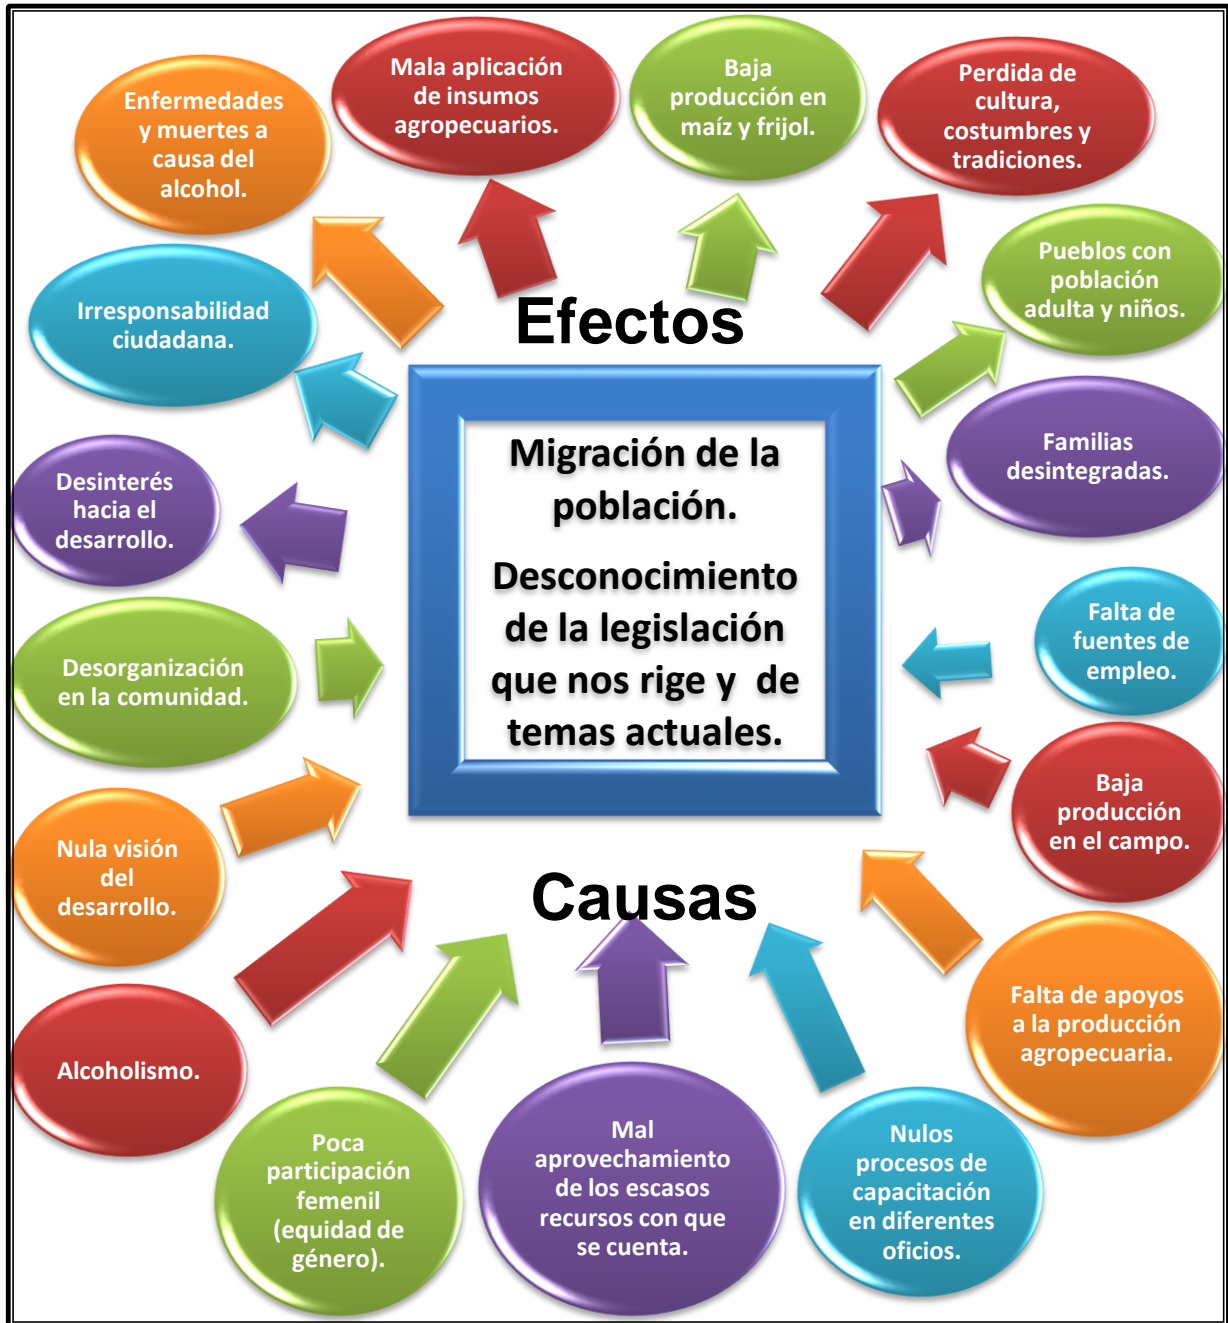 Enfermedades
y muertes a
causa del
alcohol.
Mala aplicación
de insumos
agropecuarios.
Baja
producción en
maíz y frijol.
Perdida de
cultura,
costumbres y
tradiciones.
Pueblos con
población
adulta y niños.
Irresponsabilidad
ciudadana.
Efectos
Familias
desintegradas.
Desinterés
hacia el
desarrollo.
Migración de la
población.
Desconocimiento
de la legislación
que nos rige y  de
temas actuales.
Falta de
fuentes de
empleo.
Desorganización
en la comunidad.
Baja
producción
en el campo.
Nula visión
del
desarrollo.
Causas
Falta de apoyos
a la producción
agropecuaria.
Alcoholismo.
Poca
participación
femenil
(equidad de
género).
Mal
aprovechamiento
de los escasos
recursos con que
se cuenta.
Nulos
procesos de
capacitación
en diferentes
oficios.